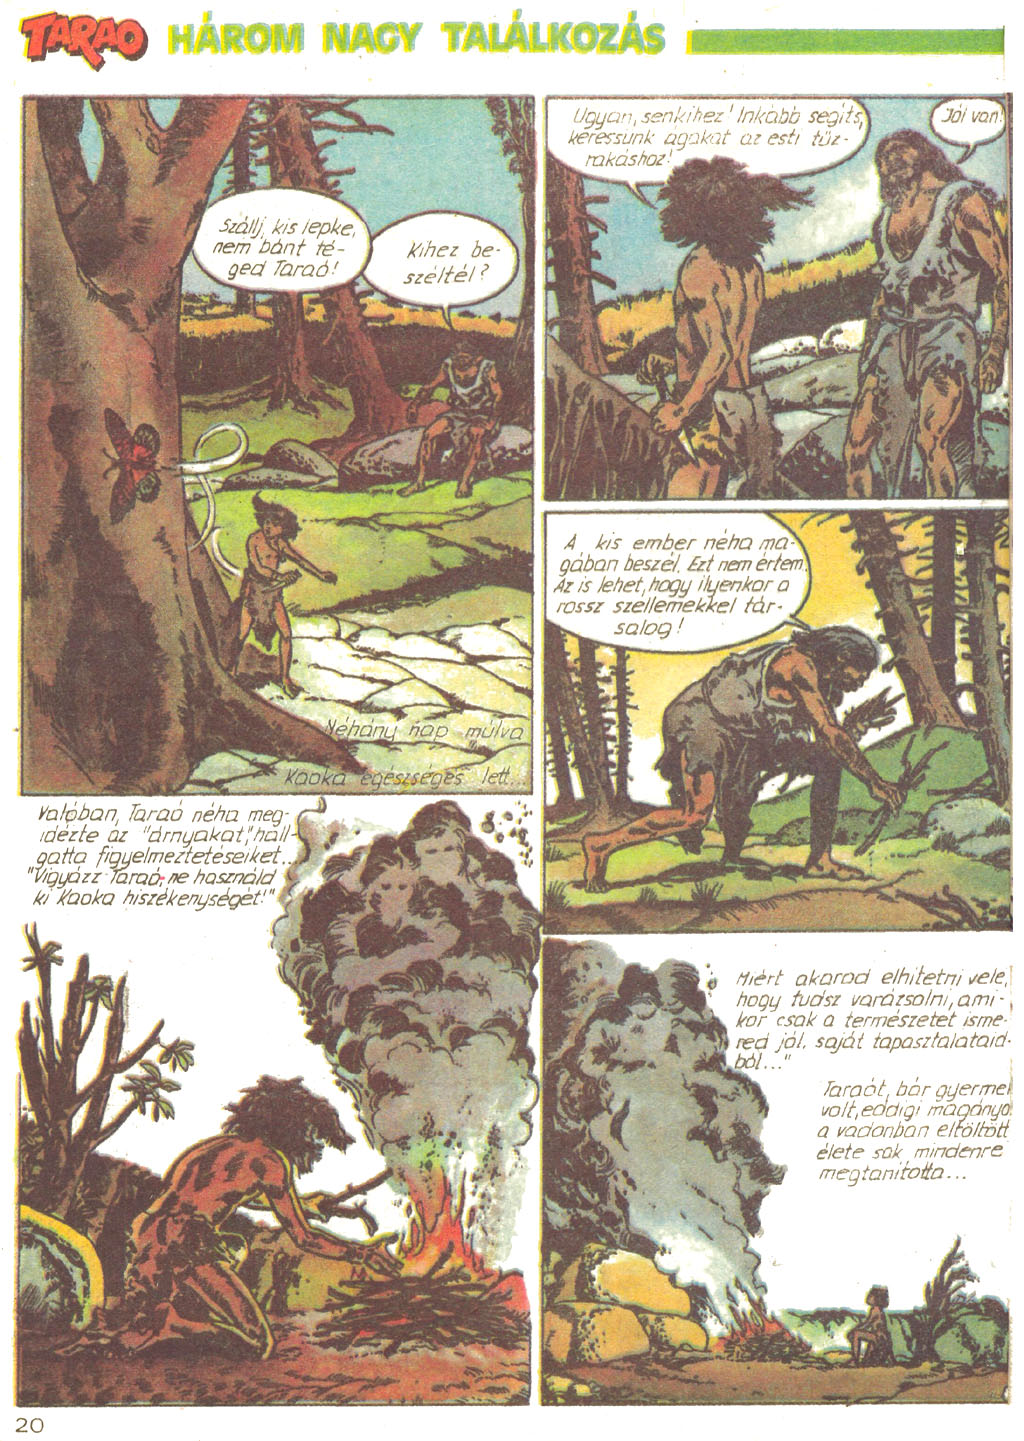 TARAO HÁROM NAGY TALÁLKOZÁS
Szállj, kis lepke,
nem bánt té-
ged Taraó!
Kihez be-
széltél?
Néhány nap múlva
Kaoka egészséges lett...
Ugyan, senkihez! Inkább segíts,
keressünk ágakat az esti tűz-
rakáshoz!
Jól van!
A kis ember néha ma-
gában beszél. Ezt nem értem.
Az is lehet, hogy ilyenkor a
rossz szellemekkel tár-
salog!
Valóban, Taraó néha meg-
idézte az "árnyakat", hall-
gatta figyelmeztetéseiket...
"Vigyázz Taraó, ne használd
ki Kaoka hiszékenységét!"
Miért akarod elhitetni vele,
hogy tudsz varázsolni, ami-
kor csak a természetet isme-
red jól, saját tapasztalataid-
ból..."
Taraót, bár gyermek
volt, eddigi magányo
a vadonban eltöltött
élete sok mindenre
megtanította...
20